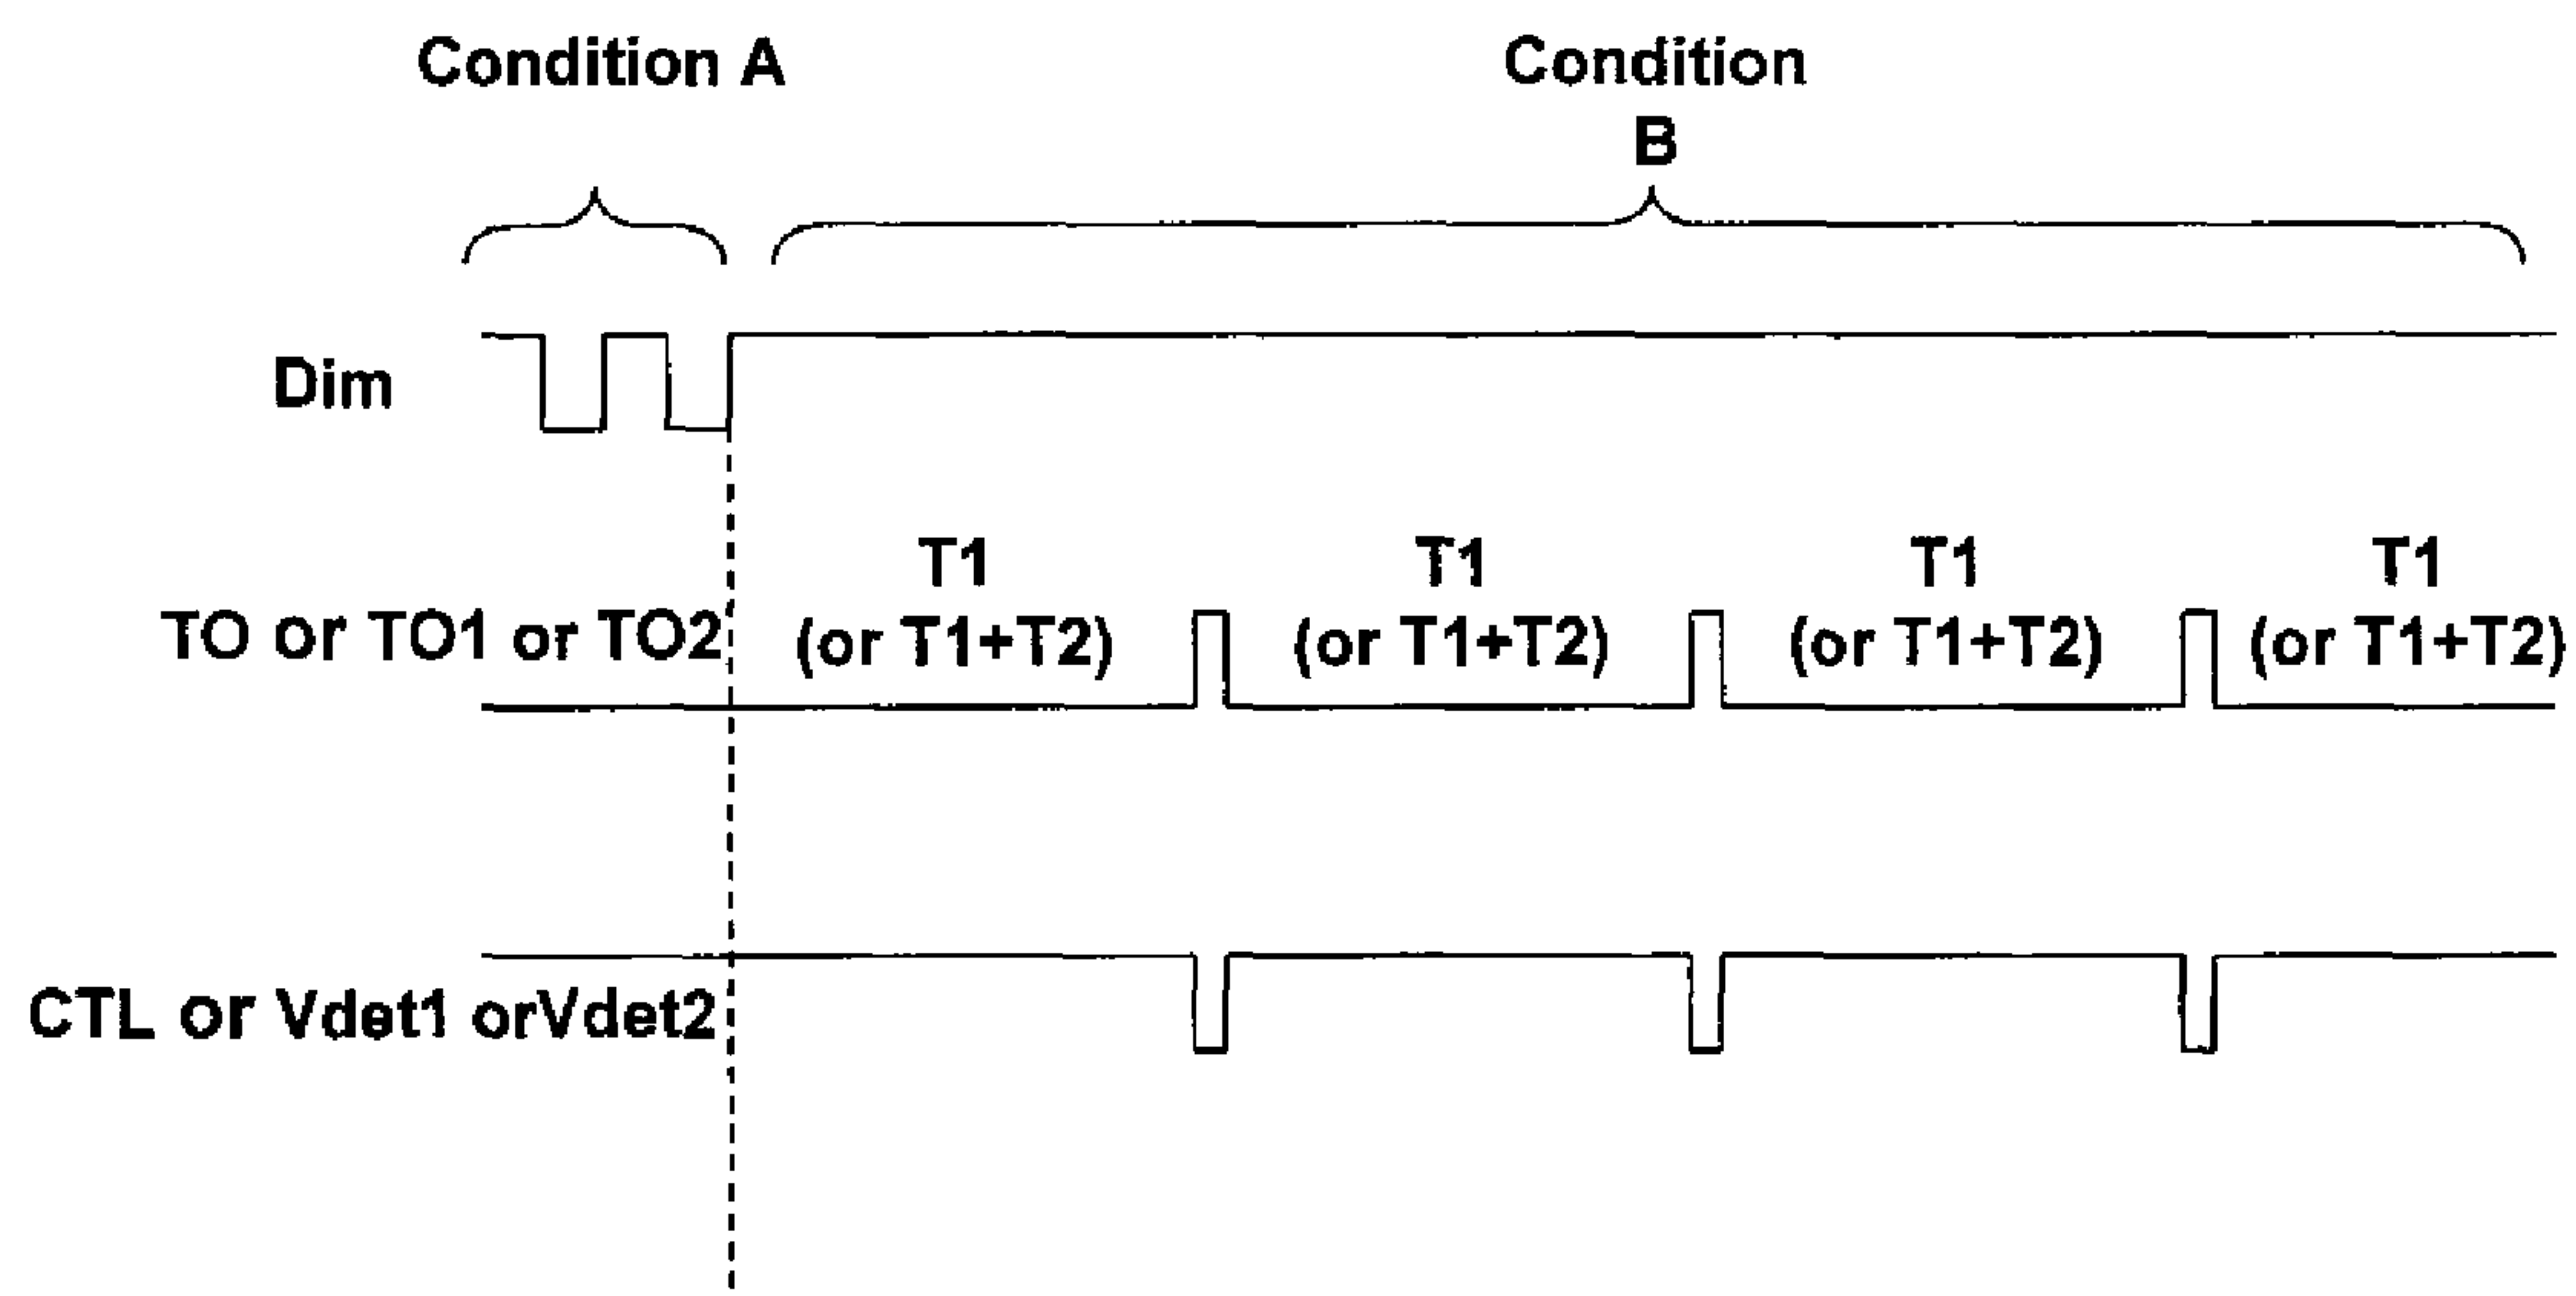 Condition A
Condition
B
Dim
T1
(or T1+T2)
T1
(or T1+T2)
T1
(or T1+T2)
T1
(or T1+T2)
TO or TO1 or TO2
CTL or Vdet1 orVdet2